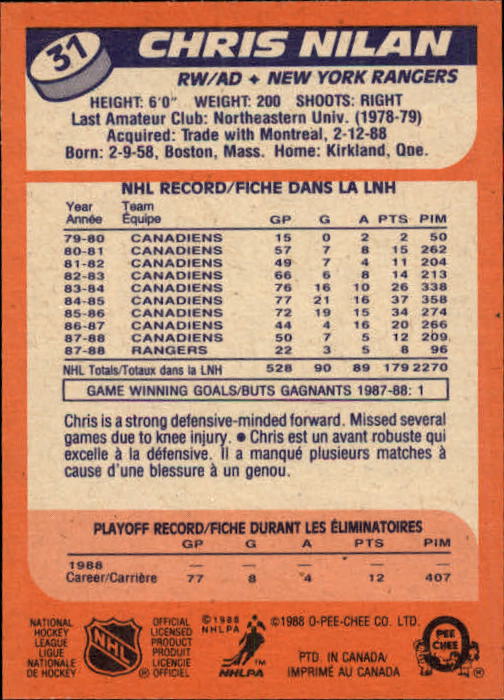 31
CHRIS NILAN
RW/AD • NEW YORK RANGERS
HEIGHT: 6'0" WEIGHT: 200 SHOOTS: RIGHT
Last Amateur Club: Northeastern Univ. (1978-79)
Acquired: Trade with Montreal, 2-12-88
Born: 2-9-58, Boston, Mass. Home: Kirkland, Que.
NHL RECORD/FICHE DANS LA LNH
Year Team
Année Équipe GP G A PTS PIM
79-80 CANADIENS 15 0 2 2 50
80-81 CANADIENS 57 7 8 15 262
81-82 CANADIENS 49 7 4 11 204
82-83 CANADIENS 66 6 8 14 213
83-84 CANADIENS 76 16 10 26 338
84-85 CANADIENS 77 21 16 37 358
85-86 CANADIENS 72 19 15 34 274
86-87 CANADIENS 44 4 16 20 266
87-88 CANADIENS 50 7 5 12 209
87-88 RANGERS 22 3 5 8 96
NHL Totals/Totaux dans la LNH 528 90 89 179 2270
GAME WINNING GOALS/BUTS GAGNANTS 1987-88: 1
Chris is a strong defensive-minded forward. Missed several
games due to knee injury. • Chris est un avant robuste qui
excelle à la défensive. Il a manqué plusieurs matches à
cause d'une blessure à un genou.
PLAYOFF RECORD/FICHE DURANT LES ÉLIMINATOIRES
GP G A PTS PIM
1988 — — — — —
Career/Carrière 77 8 4 12 407
NATIONAL
HOCKEY
LEAGUE
LIGUE
NATIONALE
DE HOCKEY
NHL
®
OFFICIAL
LICENSED
PRODUCT
PRODUIT
LICENCIÉ
OFFICIEL
© 1988
NHLPA
™
NHLPA
©1988 O-PEE-CHEE CO. LTD.
PTD. IN CANADA/
IMPRIMÉ AU CANADA
O PEE
CHEE
®